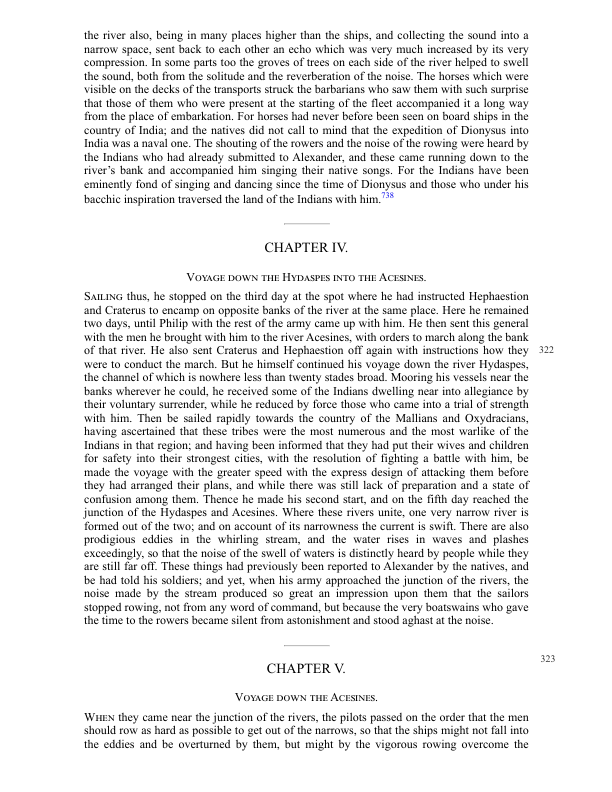 the river also, being in many places higher than the ships, and collecting the sound into a
narrow space, sent back to each other an echo which was very much increased by its very
compression. In some parts too the groves of trees on each side of the river helped to swell
the sound, both from the solitude and the reverberation of the noise. The horses which were
visible on the decks of the transports struck the barbarians who saw them with such surprise
that those of them who were present at the starting of the fleet accompanied it a long way
from the place of embarkation. For horses had never before been seen on board ships in the
country of India; and the natives did not call to mind that the expedition of Dionysus into
India was a naval one. The shouting of the rowers and the noise of the rowing were heard by
the Indians who had already submitted to Alexander, and these came running down to the
river’s bank and accompanied him singing their native songs. For the Indians have been
eminently fond of singing and dancing since the time of Dionysus and those who under his
bacchic inspiration traversed the land of the Indians with him.738
CHAPTER IV.
Voyage down the Hydaspes into the Acesines.
Sailing thus, he stopped on the third day at the spot where he had instructed Hephaestion
and Craterus to encamp on opposite banks of the river at the same place. Here he remained
two days, until Philip with the rest of the army came up with him. He then sent this general
with the men he brought with him to the river Acesines, with orders to march along the bank
of that river. He also sent Craterus and Hephaestion off again with instructions how they 322
were to conduct the march. But he himself continued his voyage down the river Hydaspes,
the channel of which is nowhere less than twenty stades broad. Mooring his vessels near the
banks wherever he could, he received some of the Indians dwelling near into allegiance by
their voluntary surrender, while he reduced by force those who came into a trial of strength
with him. Then be sailed rapidly towards the country of the Mallians and Oxydracians,
having ascertained that these tribes were the most numerous and the most warlike of the
Indians in that region; and having been informed that they had put their wives and children
for safety into their strongest cities, with the resolution of fighting a battle with him, be
made the voyage with the greater speed with the express design of attacking them before
they had arranged their plans, and while there was still lack of preparation and a state of
confusion among them. Thence he made his second start, and on the fifth day reached the
junction of the Hydaspes and Acesines. Where these rivers unite, one very narrow river is
formed out of the two; and on account of its narrowness the current is swift. There are also
prodigious eddies in the whirling stream, and the water rises in waves and plashes
exceedingly, so that the noise of the swell of waters is distinctly heard by people while they
are still far off. These things had previously been reported to Alexander by the natives, and
be had told his soldiers; and yet, when his army approached the junction of the rivers, the
noise made by the stream produced so great an impression upon them that the sailors
stopped rowing, not from any word of command, but because the very boatswains who gave
the time to the rowers became silent from astonishment and stood aghast at the noise.
323
CHAPTER V.
Voyage down the Acesines.
When they came near the junction of the rivers, the pilots passed on the order that the men
should row as hard as possible to get out of the narrows, so that the ships might not fall into
the eddies and be overturned by them, but might by the vigorous rowing overcome the